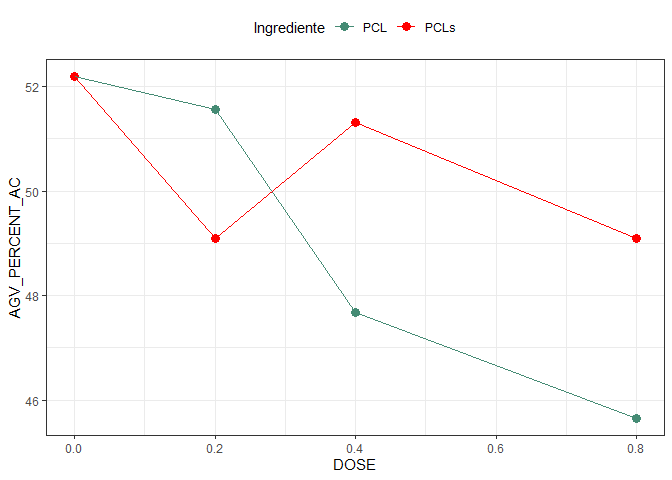 Ingrediente PCL PCLs
52
50
48
46
AGV_PERCENT_AC
0.0 0.2 0.4 0.6 0.8
DOSE